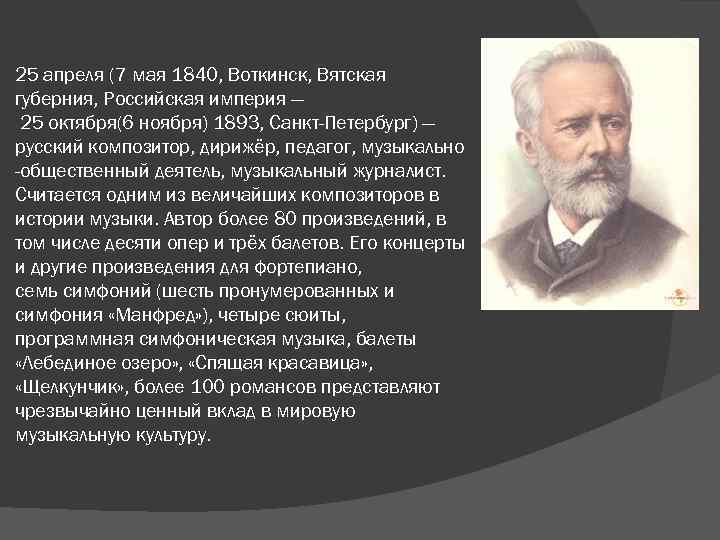 25 апреля (7 мая 1840, Воткинск, Вятская
губерния, Российская империя —
25 октября(6 ноября) 1893, Санкт-Петербург) —
русский композитор, дирижёр, педагог, музыкально
-общественный деятель, музыкальный журналист.
Считается одним из величайших композиторов в
истории музыки. Автор более 80 произведений, в
том числе десяти опер и трёх балетов. Его концерты
и другие произведения для фортепиано,
семь симфоний (шесть пронумерованных и
симфония «Манфред» ), четыре сюиты,
программная симфоническая музыка, балеты
«Лебединое озеро» , «Спящая красавица» ,
«Щелкунчик» , более 100 романсов представляют
чрезвычайно ценный вклад в мировую
музыкальную культуру.